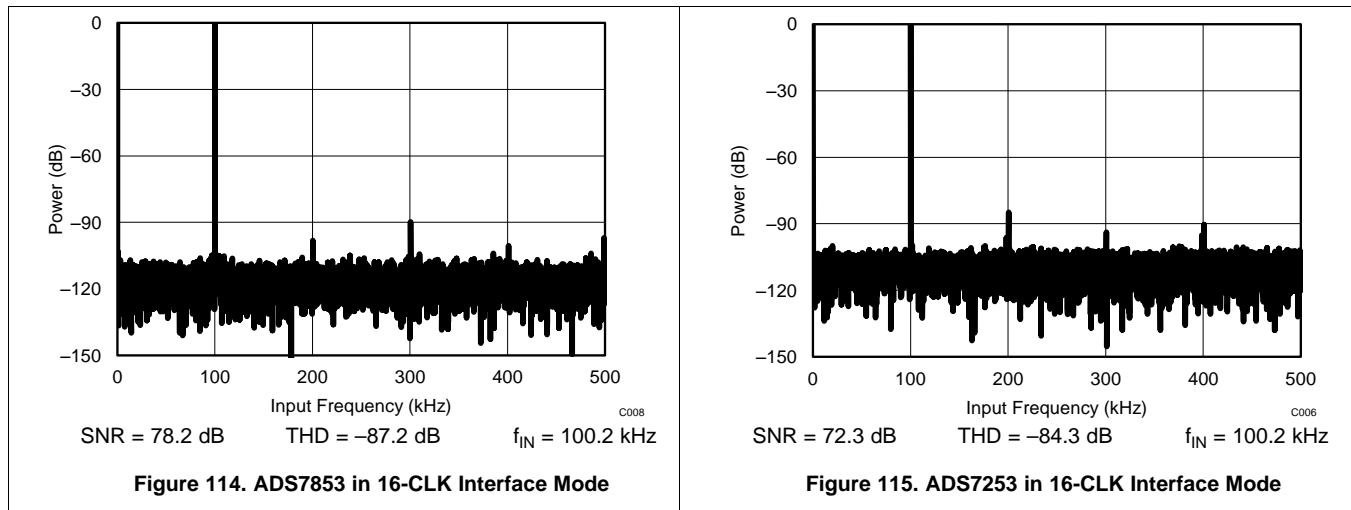 0
–30
–60
–90
–120
–150
Power (dB)
0 100 200 300 400 500
Input Frequency (kHz)
C008
SNR = 78.2 dB THD = –87.2 dB fIN = 100.2 kHz
Figure 114. ADS7853 in 16-CLK Interface Mode
0
–30
–60
–90
–120
–150
Power (dB)
0 100 200 300 400 500
Input Frequency (kHz)
C006
SNR = 72.3 dB THD = –84.3 dB fIN = 100.2 kHz
Figure 115. ADS7253 in 16-CLK Interface Mode